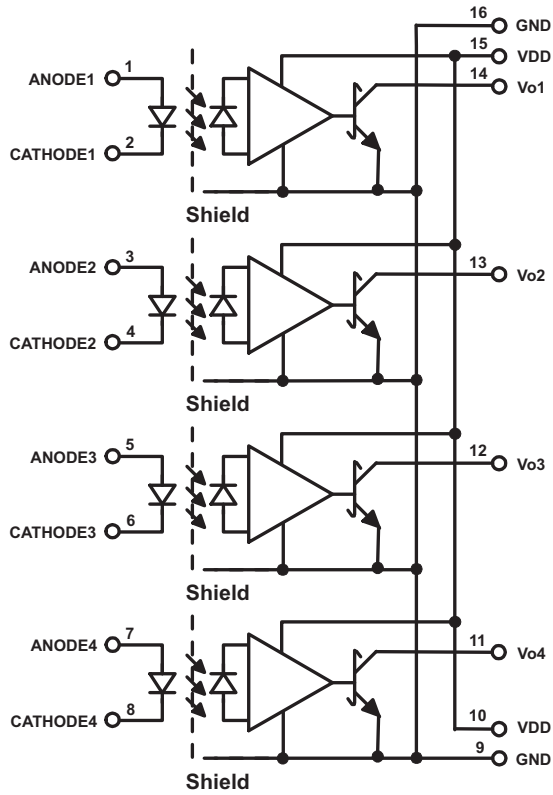 16 GND
15 VDD
ANODE1 1
14 Vo1
CATHODE1 2
Shield
ANODE2 3
13 Vo2
CATHODE2 4
Shield
ANODE3 5
12 Vo3
CATHODE3 6
Shield
ANODE4 7
11 Vo4
CATHODE4 8
10 VDD
9 GND
Shield